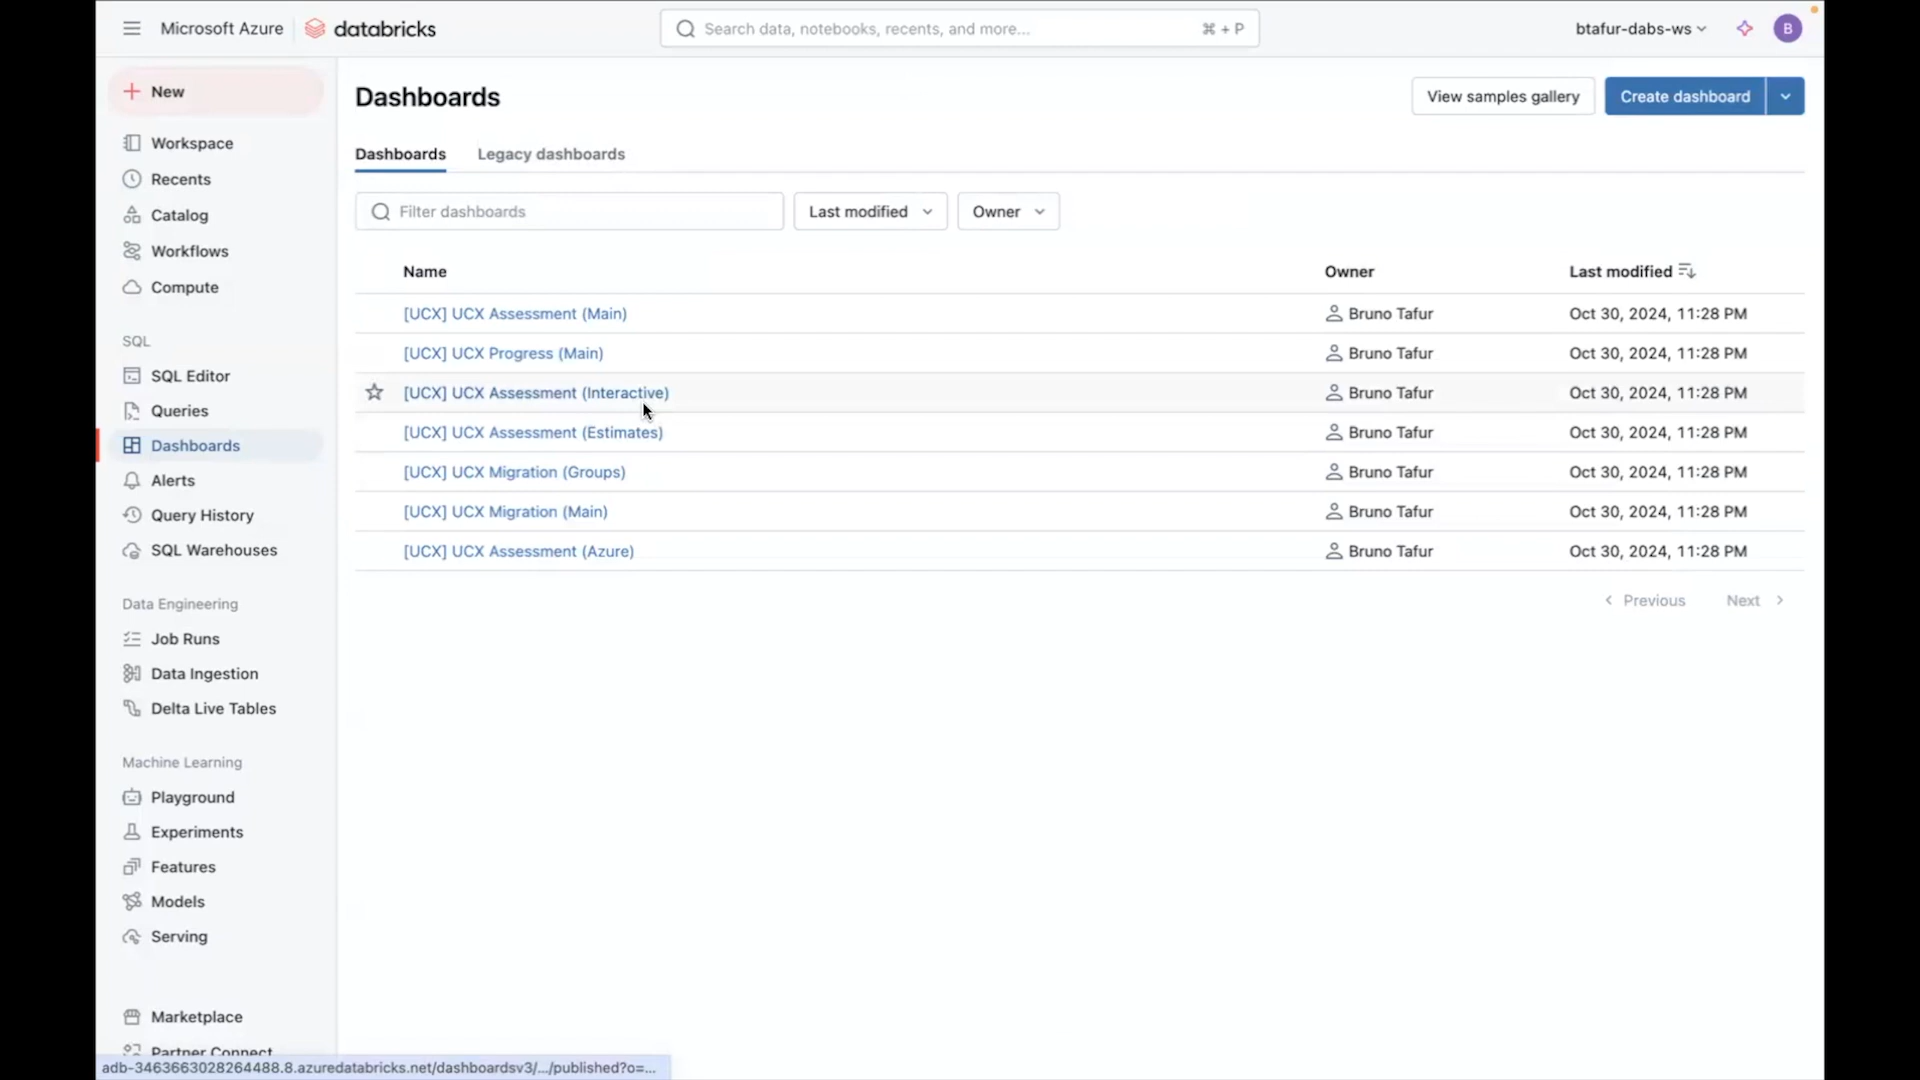 Microsoft Azure databricks
Search data, notebooks, recents, and more... ⌘ + P
btafur-dabs-ws
B
New
Workspace
Recents
Catalog
Workflows
Compute
SQL
SQL Editor
Queries
Dashboards
Alerts
Query History
SQL Warehouses
Data Engineering
Job Runs
Data Ingestion
Delta Live Tables
Machine Learning
Playground
Experiments
Features
Models
Serving
Marketplace
Partner Connect
Dashboards
View samples gallery
Create dashboard
Dashboards Legacy dashboards
Filter dashboards
Last modified
Owner
Name Owner Last modified
[UCX] UCX Assessment (Main) Bruno Tafur Oct 30, 2024, 11:28 PM
[UCX] UCX Progress (Main) Bruno Tafur Oct 30, 2024, 11:28 PM
[UCX] UCX Assessment (Interactive) Bruno Tafur Oct 30, 2024, 11:28 PM
[UCX] UCX Assessment (Estimates) Bruno Tafur Oct 30, 2024, 11:28 PM
[UCX] UCX Migration (Groups) Bruno Tafur Oct 30, 2024, 11:28 PM
[UCX] UCX Migration (Main) Bruno Tafur Oct 30, 2024, 11:28 PM
[UCX] UCX Assessment (Azure) Bruno Tafur Oct 30, 2024, 11:28 PM
Previous Next
adb-3463663028264488.8.azuredatabricks.net/dashboardsv3/.../published?o=...